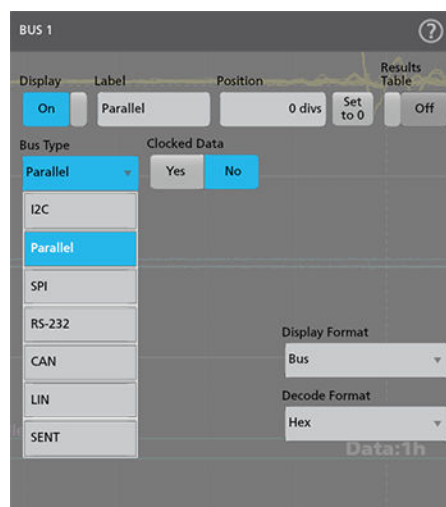 BUS 1
?
Display Label Position Results Table
On Parallel 0 divs Set to 0 Off
Bus Type Clocked Data
Parallel Yes No
I2C
Parallel
SPI
RS-232
Display Format
CAN Bus
LIN Decode Format
Hex
SENT
Data:1h